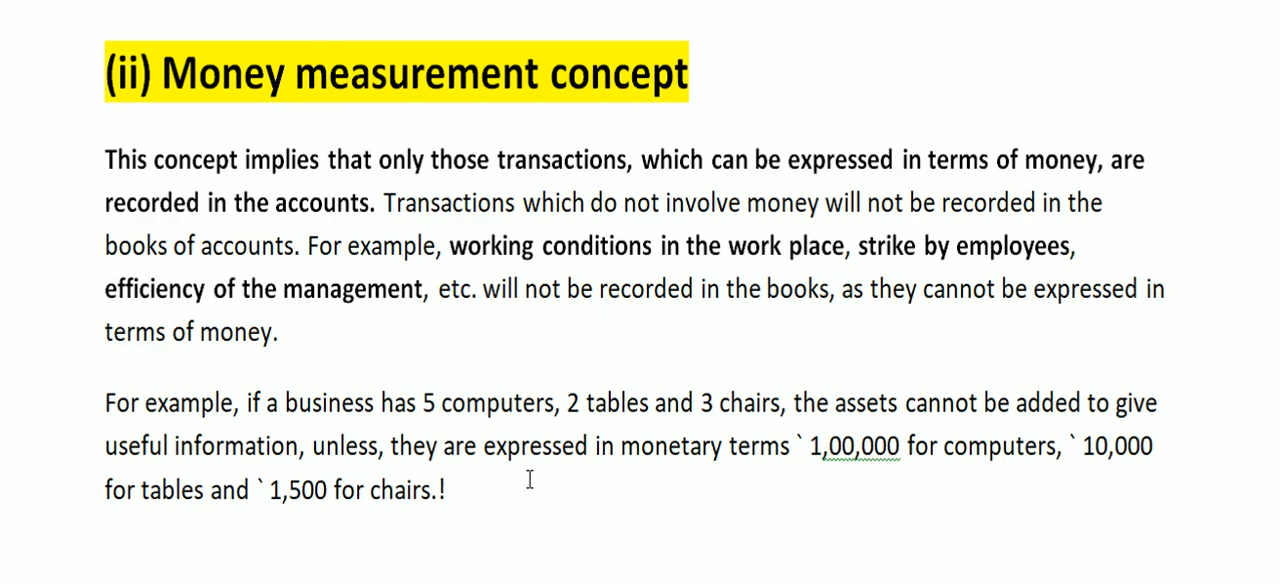 (ii) Money measurement concept
This concept implies that only those transactions, which can be expressed in terms of money, are
recorded in the accounts. Transactions which do not involve money will not be recorded in the
books of accounts. For example, working conditions in the work place, strike by employees,
efficiency of the management, etc. will not be recorded in the books, as they cannot be expressed in
terms of money.
For example, if a business has 5 computers, 2 tables and 3 chairs, the assets cannot be added to give
useful information, unless, they are expressed in monetary terms ` 1,00,000 for computers, ` 10,000
for tables and ` 1,500 for chairs.!